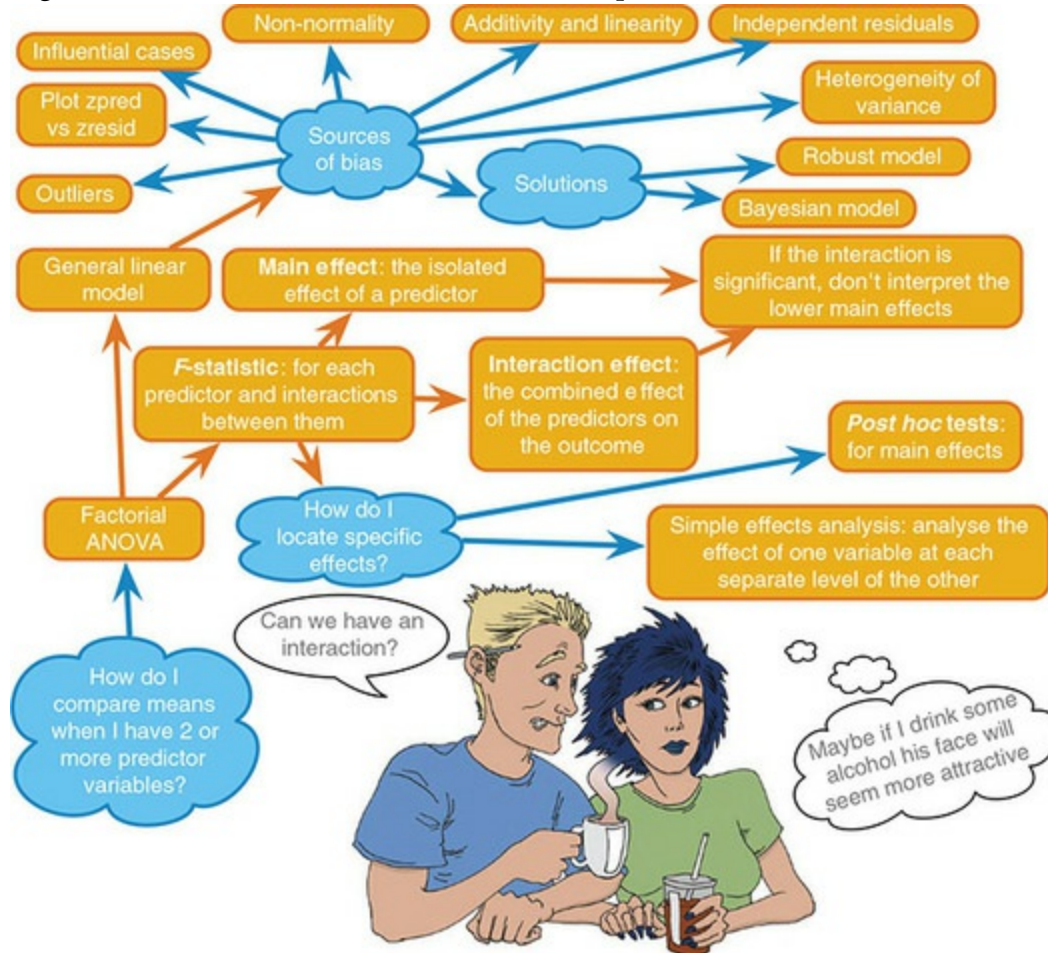 Non-normality
Additivity and linearity
Independent residuals
Influential cases
Heterogeneity of
variance
Plot zpred
vs zresid
Sources
of bias
Robust model
Solutions
Outliers
Bayesian model
General linear
model
Main effect: the isolated
effect of a predictor
If the interaction is
significant, don't interpret the
lower main effects
F-statistic: for each
predictor and interactions
between them
Interaction effect:
the combined effect
of the predictors on
the outcome
Post hoc tests:
for main effects
Factorial
ANOVA
How do I
locate specific
effects?
Simple effects analysis: analyse the
effect of one variable at each
separate level of the other
Can we have an
interaction?
How do I
compare means
when I have 2 or
more predictor
variables?
Maybe if I drink some
alcohol his face will
seem more attractive